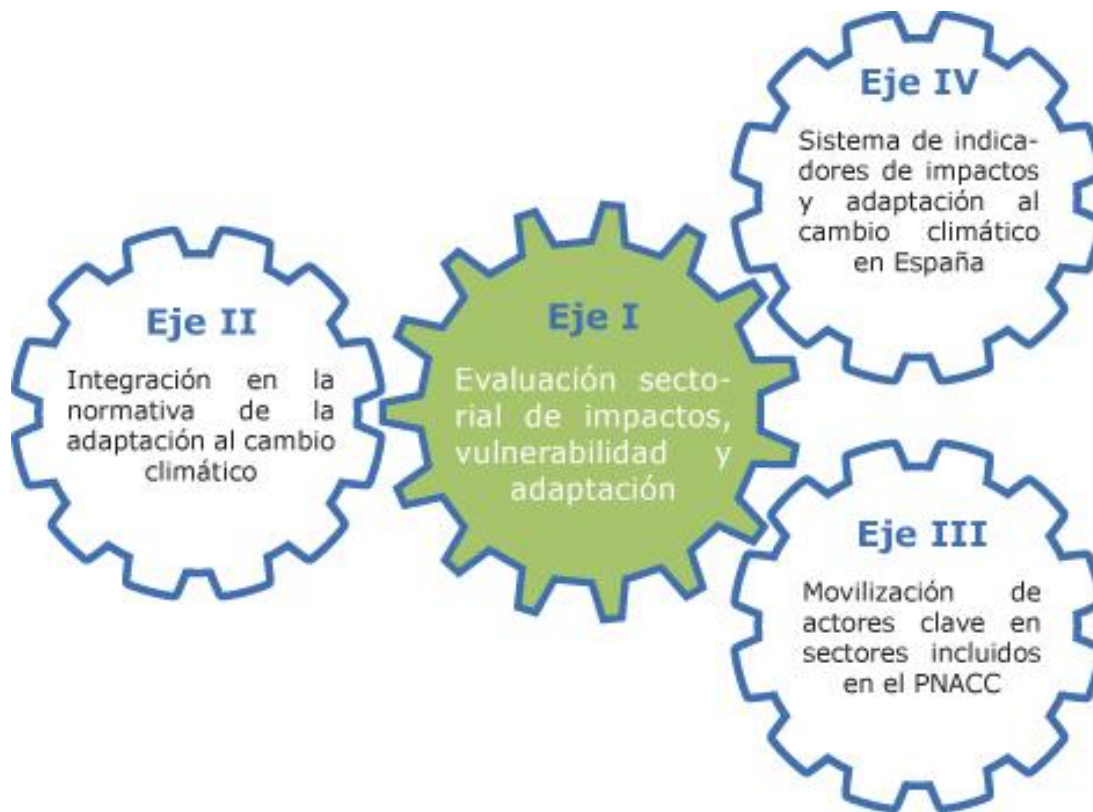 Eje IV
Sistema de indica-
dores de impactos
y adaptación al
cambio climático
en España
Eje II
Integración en la
normativa de la
adaptación al cambio
climático
Eje I
Evaluación secto-
rial de impactos,
vulnerabilidad y
adaptación
Eje III
Movilización de
actores clave en
sectores incluidos
en el PNACC